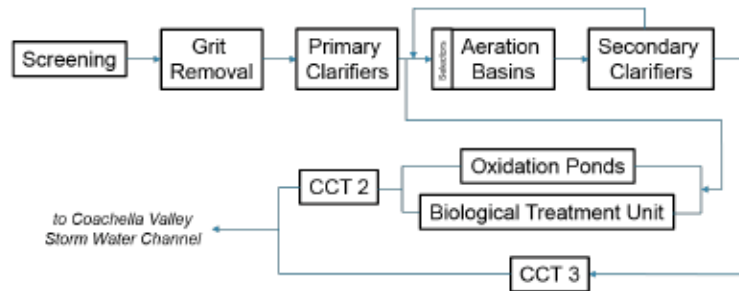 Screening
Grit
Removal
Primary
Clarifiers
Selectors
Aeration
Basins
Secondary
Clarifiers
Oxidation Ponds
CCT 2
Biological Treatment Unit
to Coachella Valley
Storm Water Channel
CCT 3